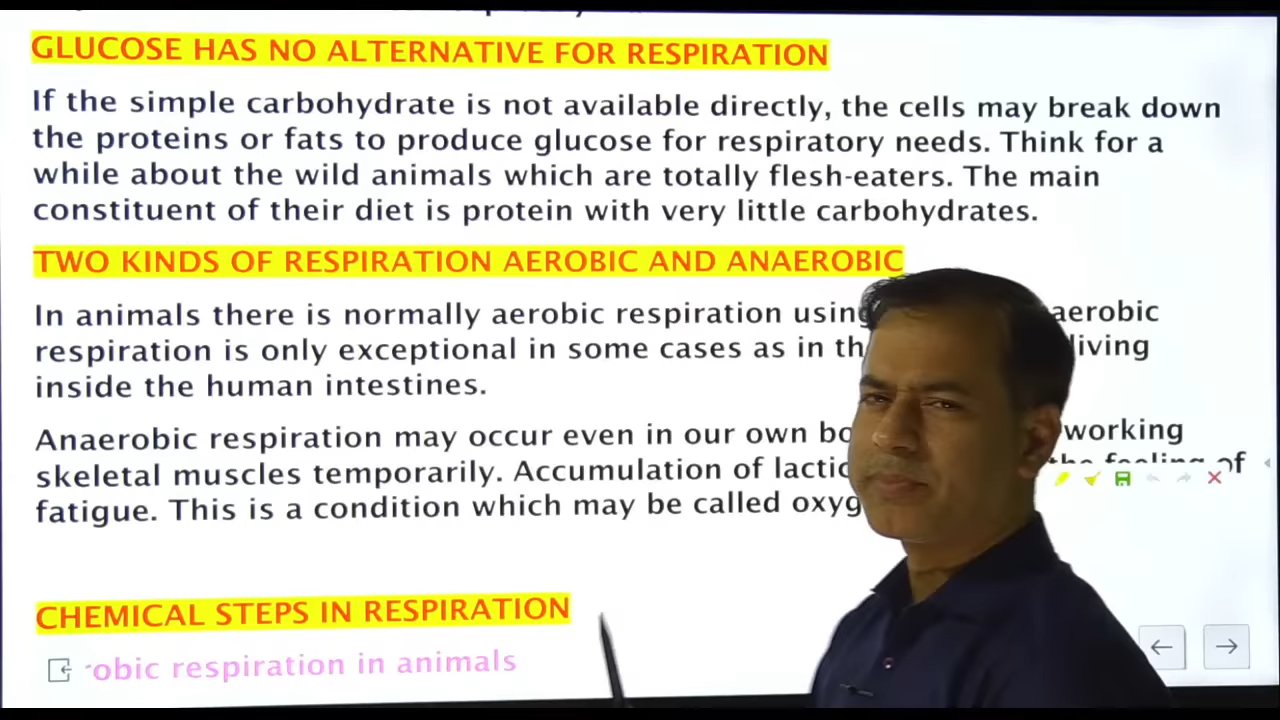 GLUCOSE HAS NO ALTERNATIVE FOR RESPIRATION
If the simple carbohydrate is not available directly, the cells may break down
the proteins or fats to produce glucose for respiratory needs. Think for a
while about the wild animals which are totally flesh-eaters. The main
constituent of their diet is protein with very little carbohydrates.
TWO KINDS OF RESPIRATION AEROBIC AND ANAEROBIC
In animals there is normally aerobic respiration using aerobic
respiration is only exceptional in some cases as in living
inside the human intestines.
Anaerobic respiration may occur even in our own working
skeletal muscles temporarily. Accumulation of lactic the feeling of
fatigue. This is a condition which may be called
CHEMICAL STEPS IN RESPIRATION
obic respiration in animals